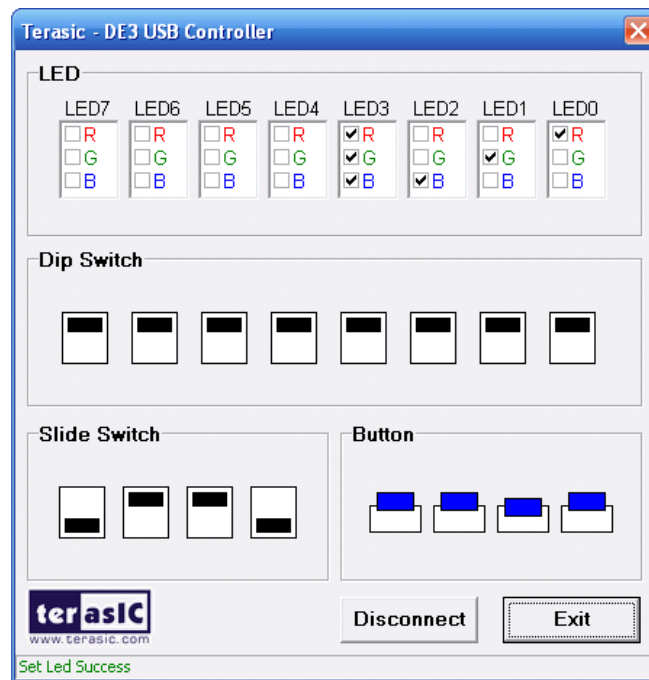 Terasic - DE3 USB Controller
LED
LED7 LED6 LED5 LED4 LED3 LED2 LED1 LED0
R R R R R R R R
G G G G G G G G
B B B B B B B B
Dip Switch
Slide Switch
Button
terasIC
www.terasic.com
Disconnect
Exit
Set Led Success